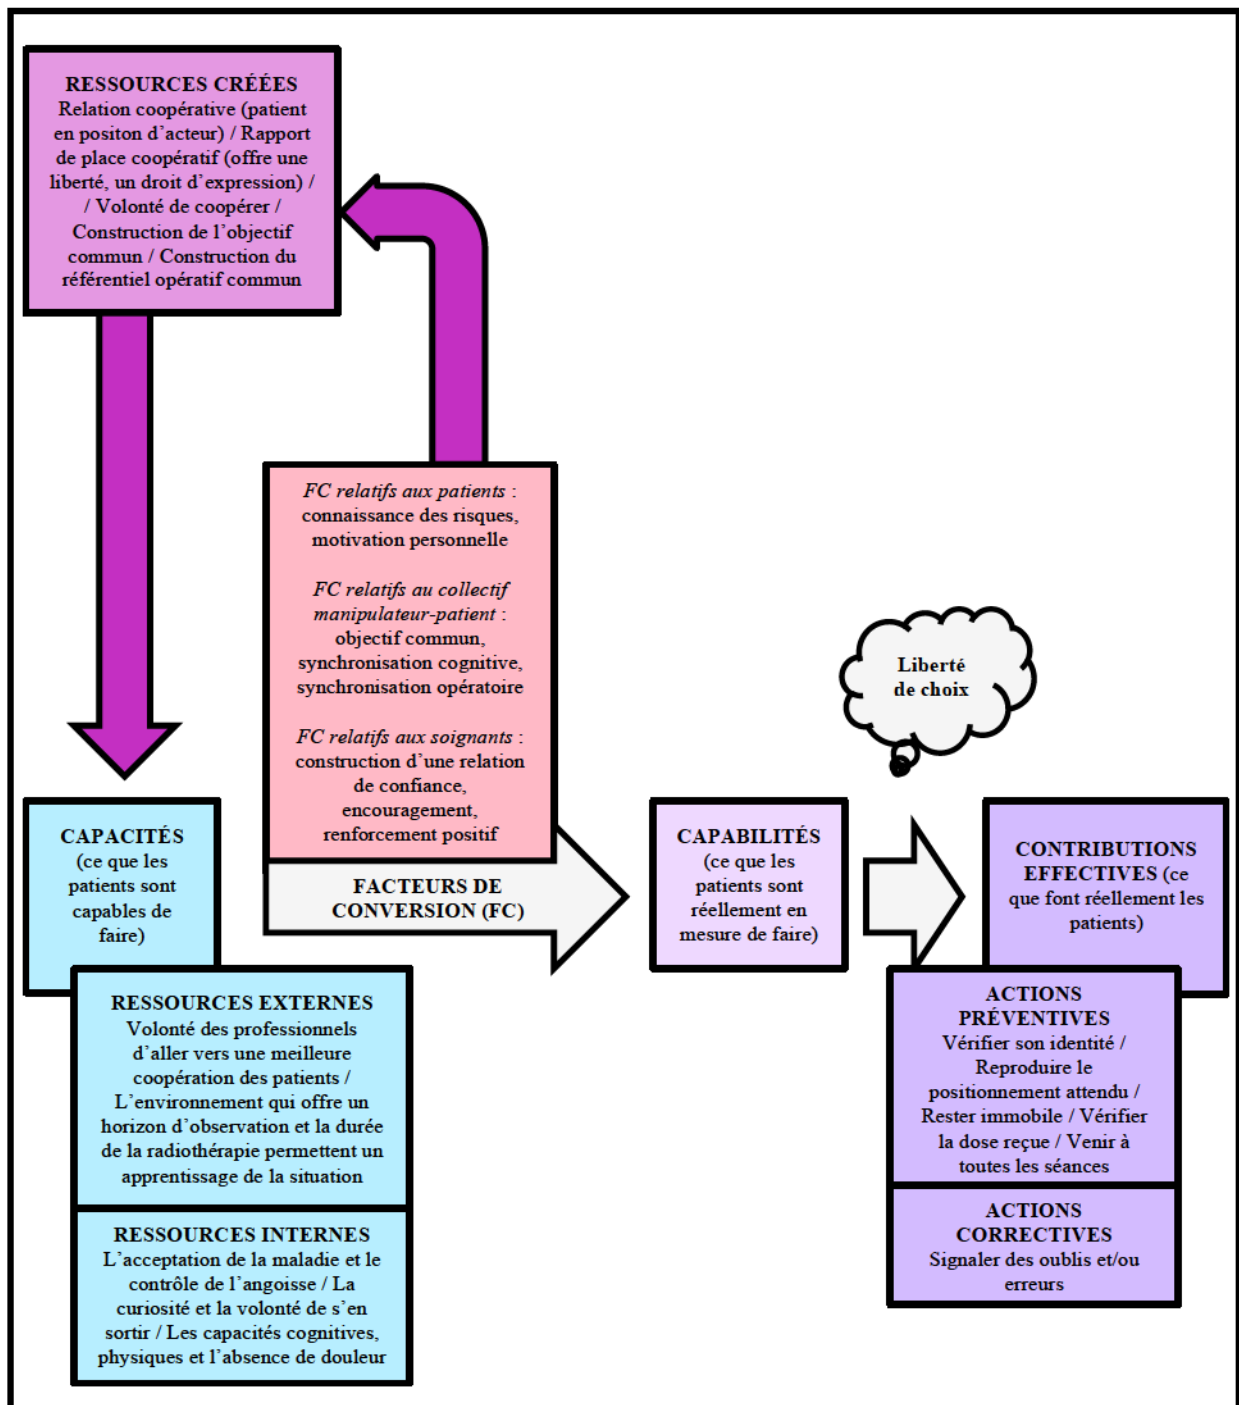 RESSOURCES CRÉÉES
Relation coopérative (patient
en positon d’acteur) / Rapport
de place coopératif (offre une
liberté, un droit d’expression) /
/ Volonté de coopérer /
Construction de l’objectif
commun / Construction du
référentiel opératif commun
FC relatifs aux patients :
connaissance des risques,
motivation personnelle
FC relatifs au collectif
manipulateur-patient :
objectif commun,
synchronisation cognitive,
synchronisation opératoire
FC relatifs aux soignants :
construction d’une relation
de confiance,
encouragement,
renforcement positif
FACTEURS DE
CONVERSION (FC)
Liberté
de choix
CAPACITÉS
(ce que les
patients sont
capables de
faire)
RESSOURCES EXTERNES
Volonté des professionnels
d’aller vers une meilleure
coopération des patients /
L’environnement qui offre un
horizon d’observation et la durée
de la radiothérapie permettent un
apprentissage de la situation
RESSOURCES INTERNES
L’acceptation de la maladie et le
contrôle de l’angoisse / La
curiosité et la volonté de s’en
sortir / Les capacités cognitives,
physiques et l’absence de douleur
CAPABILITÉS
(ce que les
patients sont
réellement en
mesure de faire)
CONTRIBUTIONS
EFFECTIVES (ce
que font réellement les
patients)
ACTIONS
PRÉVENTIVES
Vérifier son identité /
Reproduire le
positionnement attendu /
Rester immobile / Vérifier
la dose reçue / Venir à
toutes les séances
ACTIONS
CORRECTIVES
Signaler des oublis et/ou
erreurs